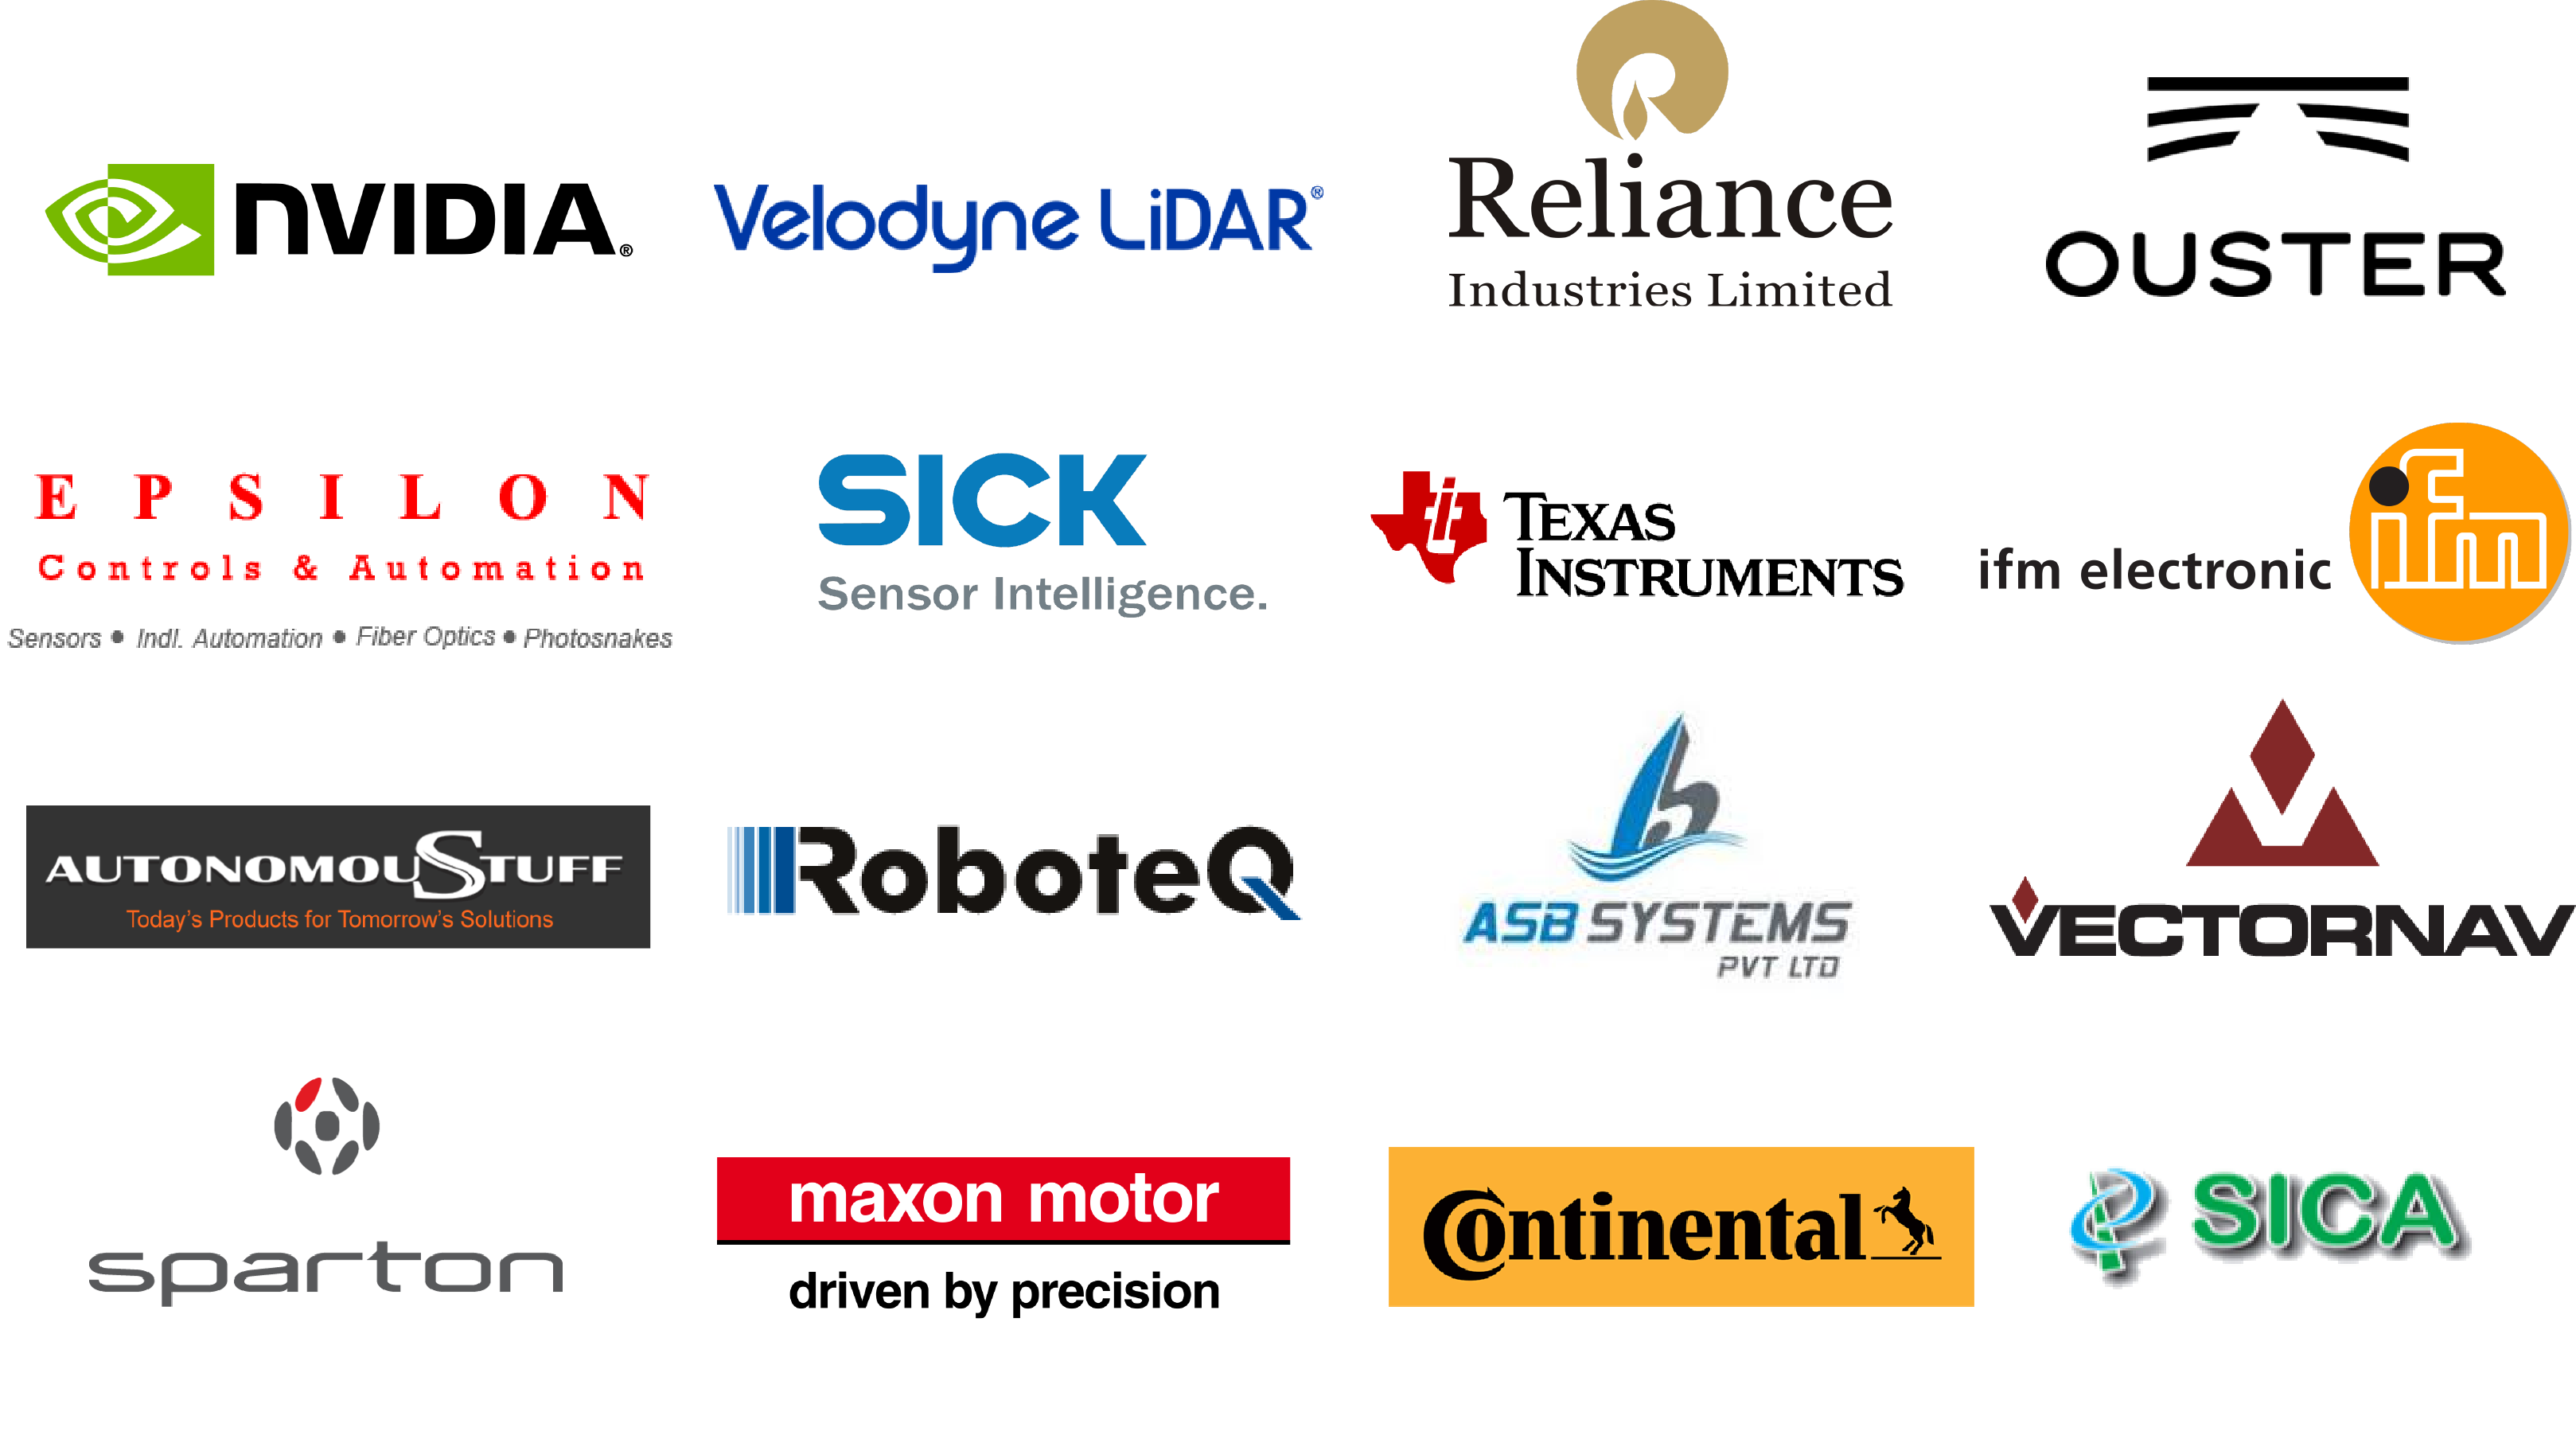 NVIDIA®
Velodyne LiDAR®
Reliance
Industries Limited
OUSTER
EPSILON
Controls & Automation
Sensors • Indl. Automation • Fiber Optics • Photosnakes
SICK
Sensor Intelligence.
TEXAS
INSTRUMENTS
ifm electronic
ifm
AUTONOMOUSTUFF
Today's Products for Tomorrow's Solutions
RoboteQ
ASB SYSTEMS
PVT LTD
VECTORNAV
sparton
maxon motor
driven by precision
Continental
SICA